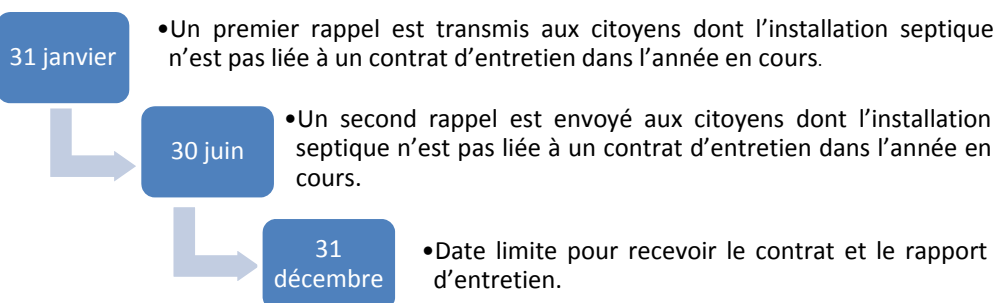 31 janvier
•Un premier rappel est transmis aux citoyens dont l’installation septique
n’est pas liée à un contrat d’entretien dans l’année en cours.
30 juin
•Un second rappel est envoyé aux citoyens dont l’installation
septique n’est pas liée à un contrat d’entretien dans l’année en
cours.
31
décembre
•Date limite pour recevoir le contrat et le rapport
d’entretien.